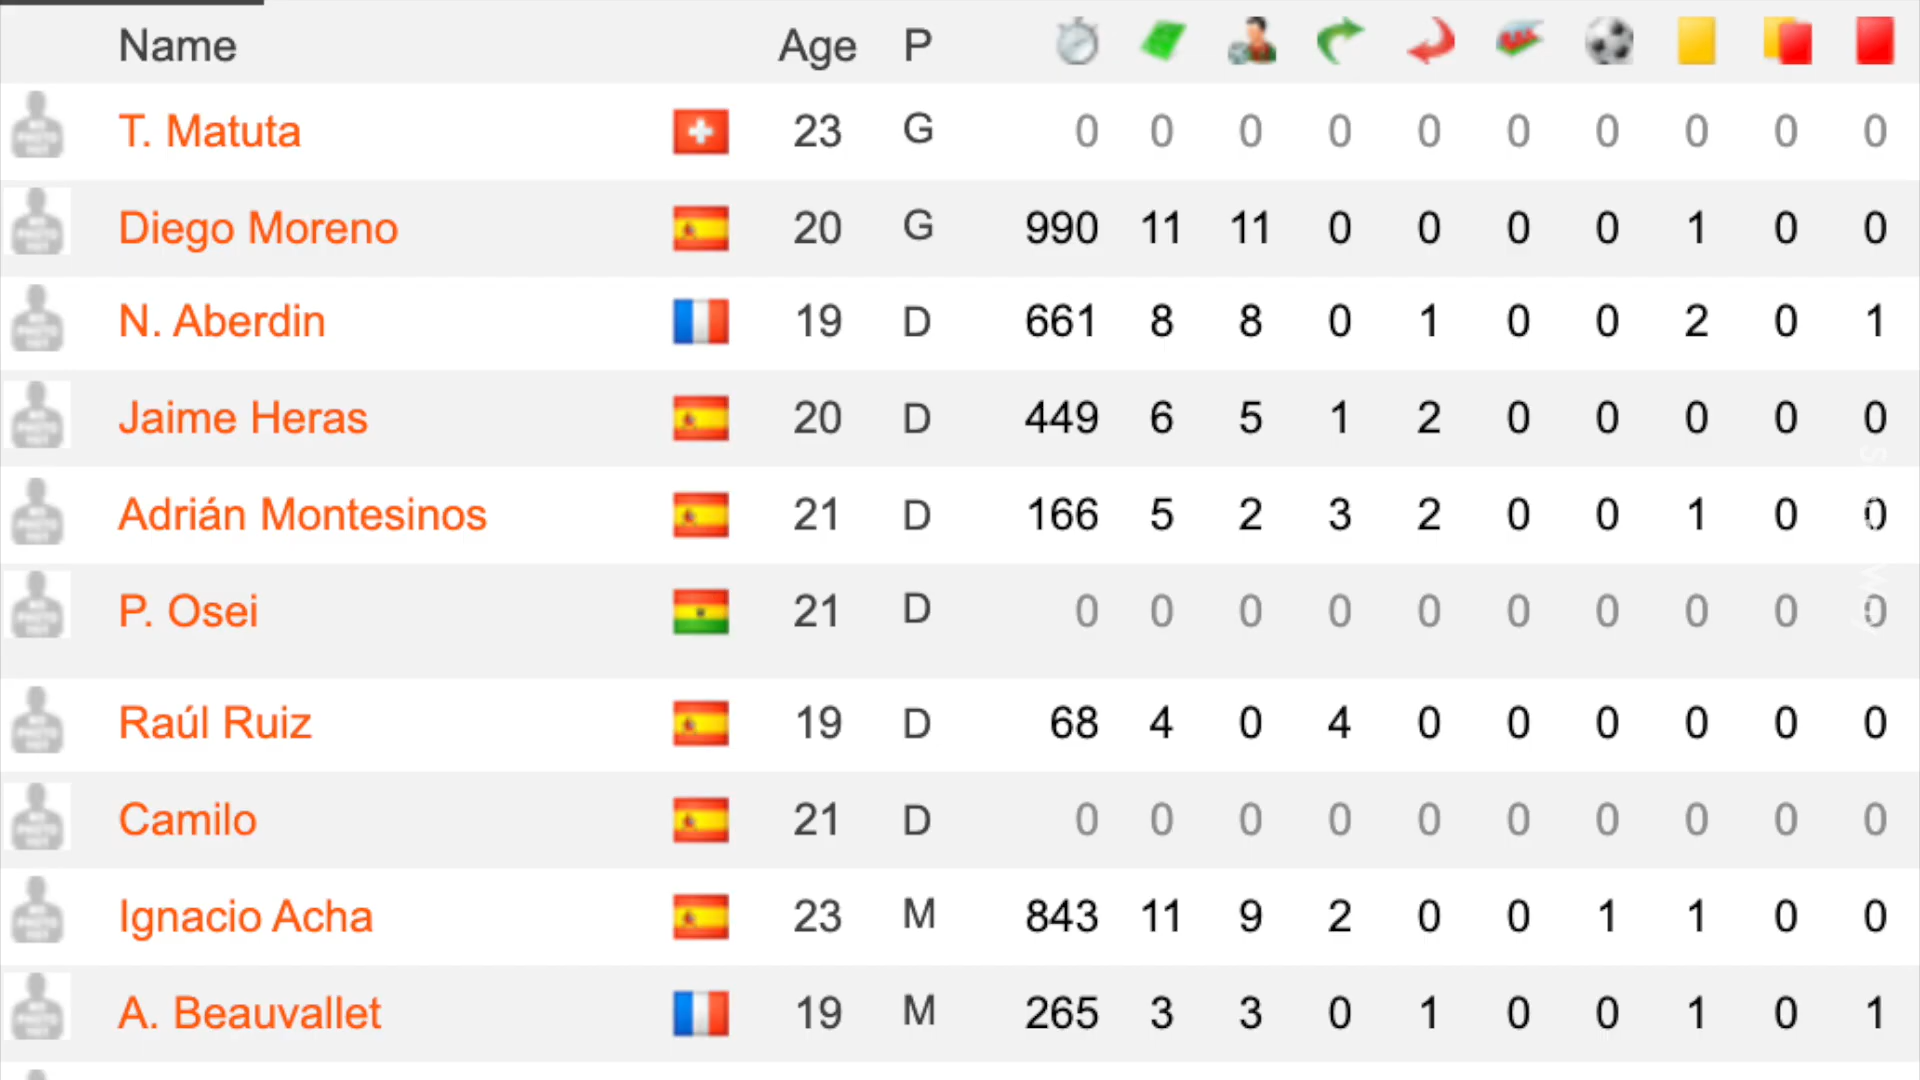 Name Age P
T. Matuta 23 G 0 0 0 0 0 0 0 0 0 0
Diego Moreno 20 G 990 11 11 0 0 0 0 1 0 0
N. Aberdin 19 D 661 8 8 0 1 0 0 2 0 1
Jaime Heras 20 D 449 6 5 1 2 0 0 0 0 0
Adrián Montesinos 21 D 166 5 2 3 2 0 0 1 0 0
P. Osei 21 D 0 0 0 0 0 0 0 0 0 0
Raúl Ruiz 19 D 68 4 0 4 0 0 0 0 0 0
Camilo 21 D 0 0 0 0 0 0 0 0 0 0
Ignacio Acha 23 M 843 11 9 2 0 0 1 1 0 0
A. Beauvallet 19 M 265 3 3 0 1 0 0 1 0 1